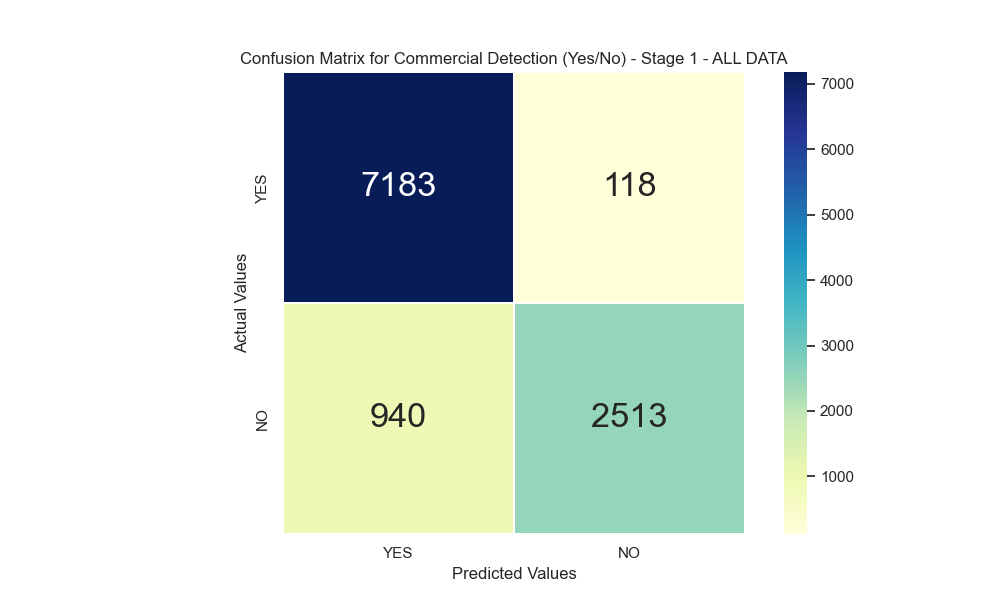 Confusion Matrix for Commercial Detection (Yes/No) - Stage 1 - ALL DATA
Actual Values
YES
NO
7183
118
940
2513
YES
NO
Predicted Values
7000
6000
5000
4000
3000
2000
1000